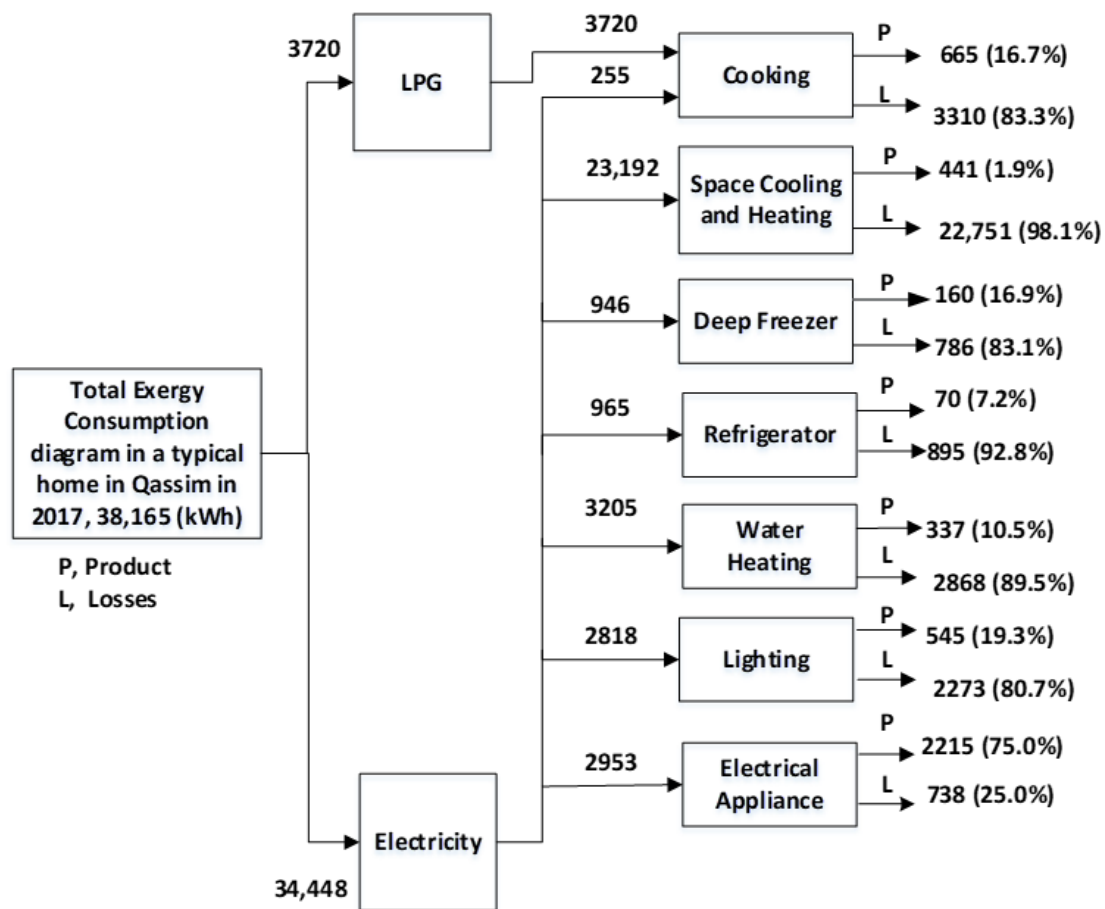 3720
LPG
3720
255
Cooking
P
665 (16.7%)
L
3310 (83.3%)
23,192
Space Cooling
and Heating
P
441 (1.9%)
L
22,751 (98.1%)
946
Deep Freezer
P
160 (16.9%)
L
786 (83.1%)
Total Exergy
Consumption
diagram in a typical
home in Qassim in
2017, 38,165 (kWh)
P, Product
L, Losses
965
Refrigerator
P
70 (7.2%)
L
895 (92.8%)
3205
Water
Heating
P
337 (10.5%)
L
2868 (89.5%)
2818
Lighting
P
545 (19.3%)
L
2273 (80.7%)
2953
Electrical
Appliance
P
2215 (75.0%)
L
738 (25.0%)
Electricity
34,448